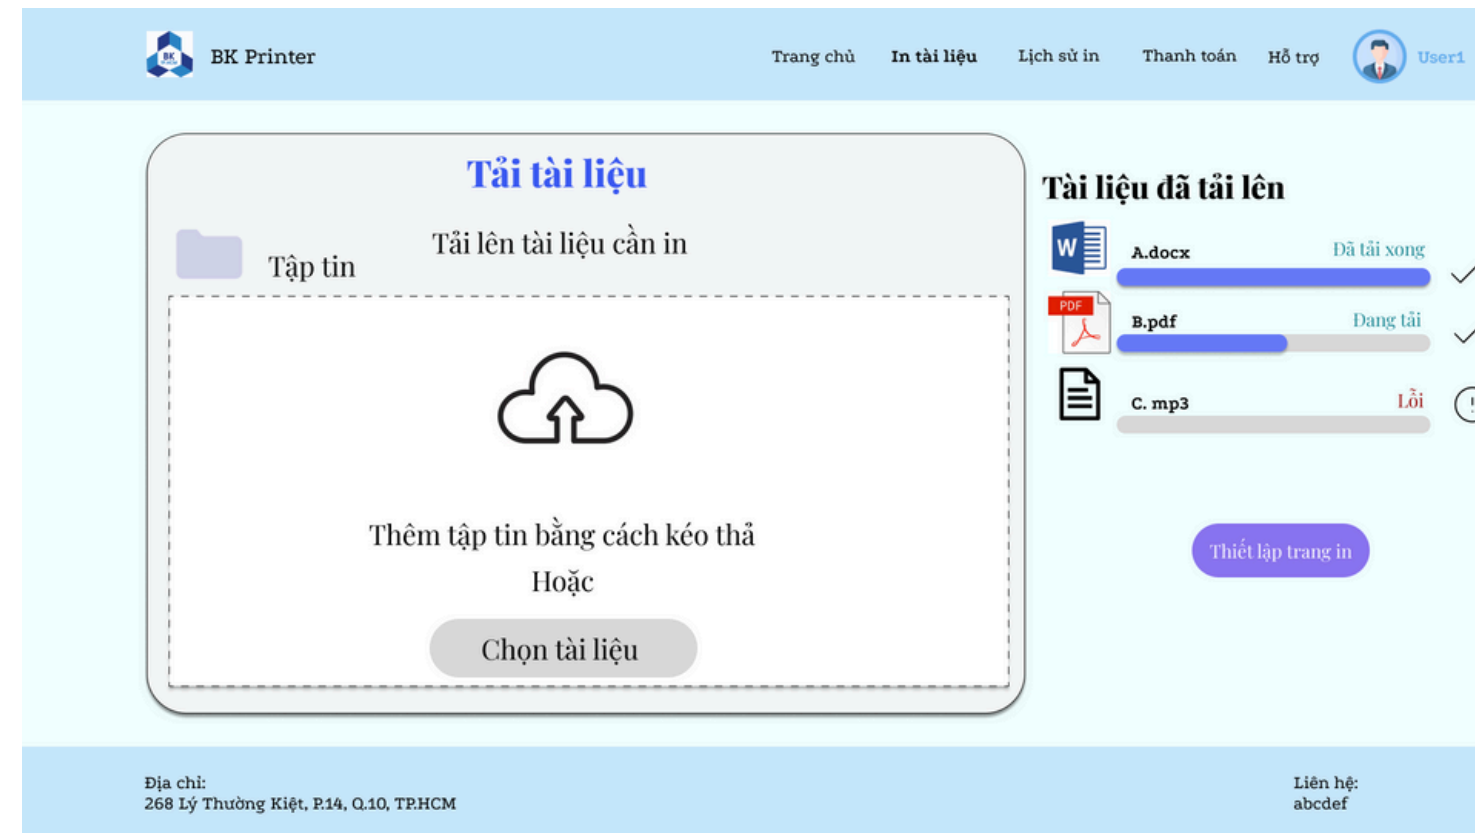 BK
TP.HCM
BK Printer
Trang chủ
In tài liệu
Lịch sử in
Thanh toán
Hỗ trợ
User1
Tải tài liệu
Tập tin
Tải lên tài liệu cần in
Thêm tập tin bằng cách kéo thả
Hoặc
Chọn tài liệu
Tài liệu đã tải lên
W
A.docx
Đã tải xong
PDF
B.pdf
Đang tải
C. mp3
Lỗi
!
Thiết lập trang in
Địa chỉ:
268 Lý Thường Kiệt, P.14, Q.10, TP.HCM
Liên hệ:
abcdef